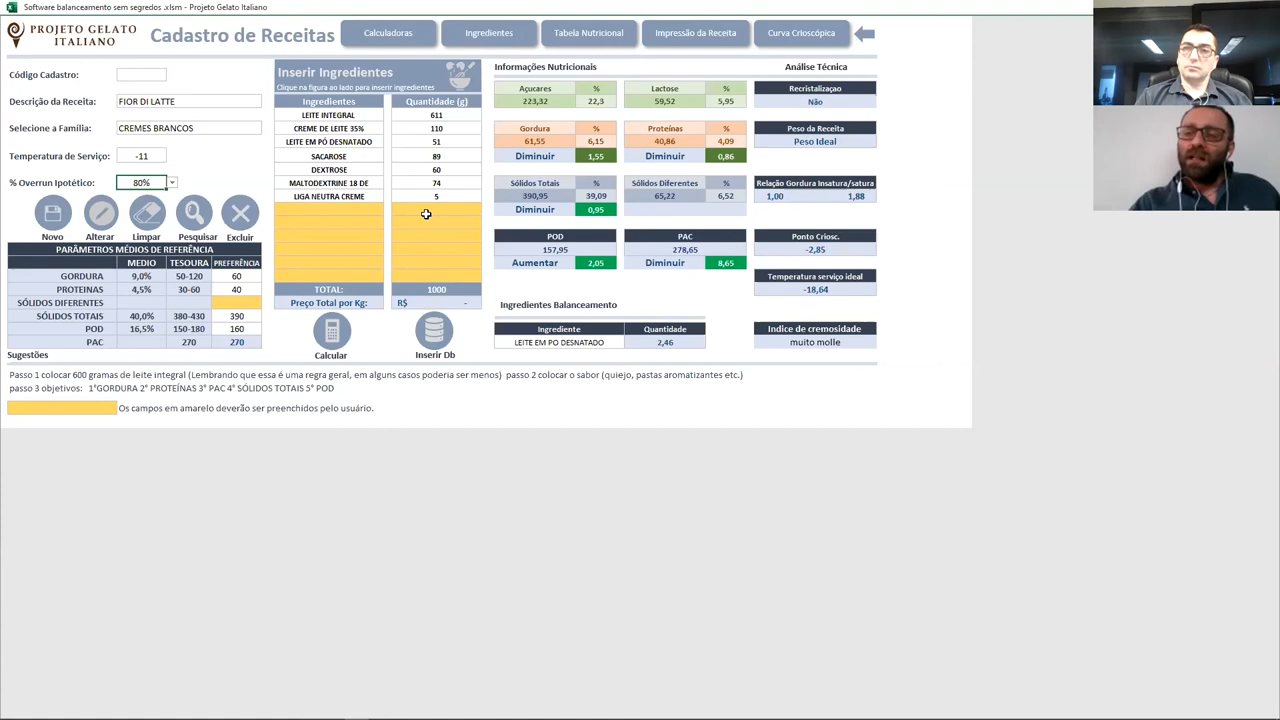 Software balanceamento sem segredos .xlsm - Projeto Gelato Italiano
PROJETO GELATO
ITALIANO
Cadastro de Receitas
Calculadoras
Ingredientes
Tabela Nutricional
Impressão da Receita
Curva Crioscópica
Código Cadastro:
Descrição da Receita: FIOR DI LATTE
Selecione a Família: CREMES BRANCOS
Temperatura de Serviço: -11
% Overrun Ipotético: 80%
Novo Alterar Limpar Pesquisar Excluir
PARÂMETROS MÉDIOS DE REFERÊNCIA
MEDIO TESOURA PREFERÊNCIA
GORDURA 9,0% 50-120 60
PROTEINAS 4,5% 30-60 40
SÓLIDOS DIFERENTES
SÓLIDOS TOTAIS 40,0% 380-430 390
POD 16,5% 150-180 160
PAC 270 270
Sugestões
Inserir Ingredientes
Clique na figura ao lado para inserir ingredientes
Ingredientes Quantidade (g)
LEITE INTEGRAL 611
CREME DE LEITE 35% 110
LEITE EM PÓ DESNATADO 51
SACAROSE 89
DEXTROSE 60
MALTODEXTRINE 18 DE 74
LIGA NEUTRA CREME 5
TOTAL: 1000
Preço Total por Kg: R$ -
Calcular Inserir Db
Informações Nutricionais
Açucares % Lactose %
223,32 22,3 59,52 5,95
Gordura % Proteínas %
61,55 6,15 40,86 4,09
Diminuir 1,55 Diminuir 0,86
Sólidos Totais % Sólidos Diferentes %
390,95 39,09 65,22 6,52
Diminuir 0,95
POD PAC
157,95 278,65
Aumentar 2,05 Diminuir 8,65
Ingredientes Balanceamento
Ingrediente Quantidade
LEITE EM PO DESNATADO 2,46
Análise Técnica
Recristalizaçao
Não
Peso da Receita
Peso Ideal
Relação Gordura Insatura/satura
1,00 1,88
Ponto Criosc.
-2,85
Temperatura serviço ideal
-18,64
Indice de cremosidade
muito molle
Passo 1 colocar 600 gramas de leite integral (Lembrando que essa é uma regra geral, em alguns casos poderia ser menos) passo 2 colocar o sabor (quiejo, pastas aromatizantes etc.)
passo 3 objetivos: 1°GORDURA 2° PROTEÍNAS 3° PAC 4° SÓLIDOS TOTAIS 5° POD
Os campos em amarelo deverão ser preenchidos pelo usuário.